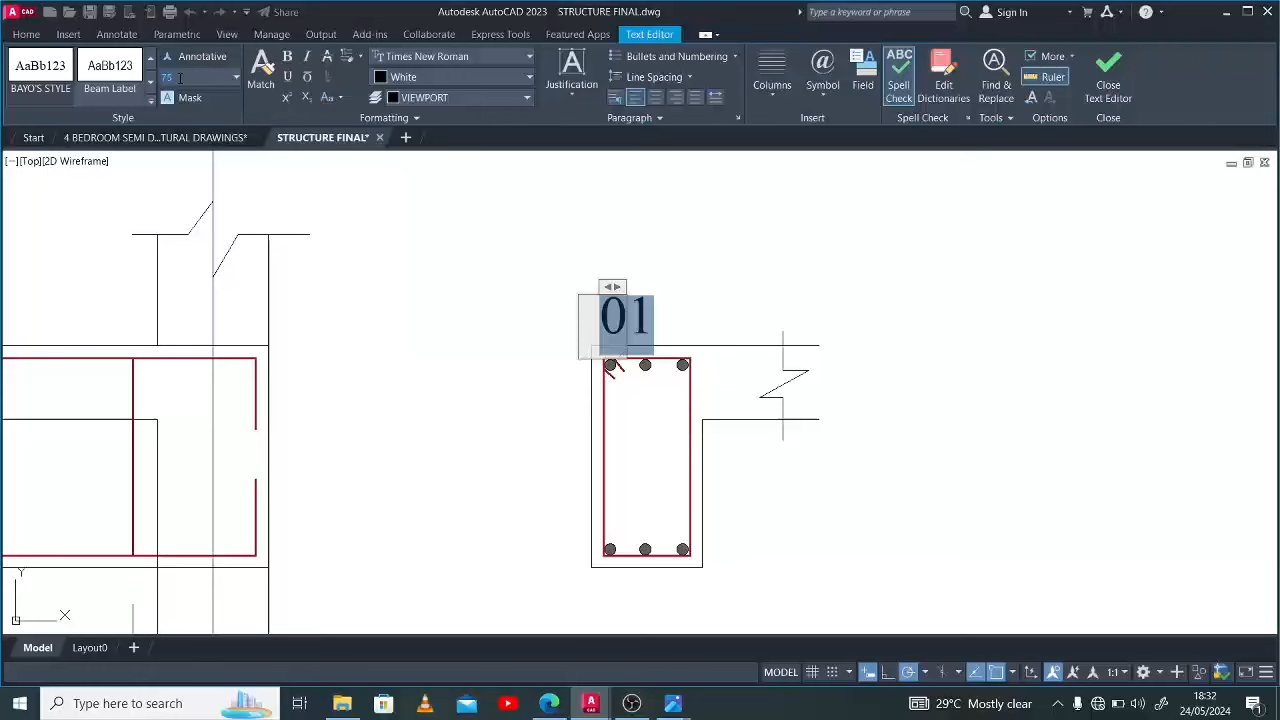 CAD
Share
Autodesk AutoCAD 2023 STRUCTURE FINAL.dwg
Type a keyword or phrase
Sign In
Home Insert Annotate Parametric View Manage Output Add-ins Collaborate Express Tools Featured Apps Text Editor
AaBb123 AaBb123
BAYO'S STYLE Beam Label
Annotative
75
Mask
Style
Match
Times New Roman
White
VIEWPORT
Formatting
Justification
Bullets and Numbering
Line Spacing
Paragraph
Columns Symbol Field
Insert
Spell Check Edit Dictionaries
Spell Check
Find & Replace
Tools
More
Ruler
Options
Close Text Editor
Close
Start 4 BEDROOM SEMI D...TURAL DRAWINGS* STRUCTURE FINAL*
[−][Top][2D Wireframe]
01
Y
X
Model Layout0
MODEL 1:1
Type here to search
29°C Mostly clear
18:32
24/05/2024